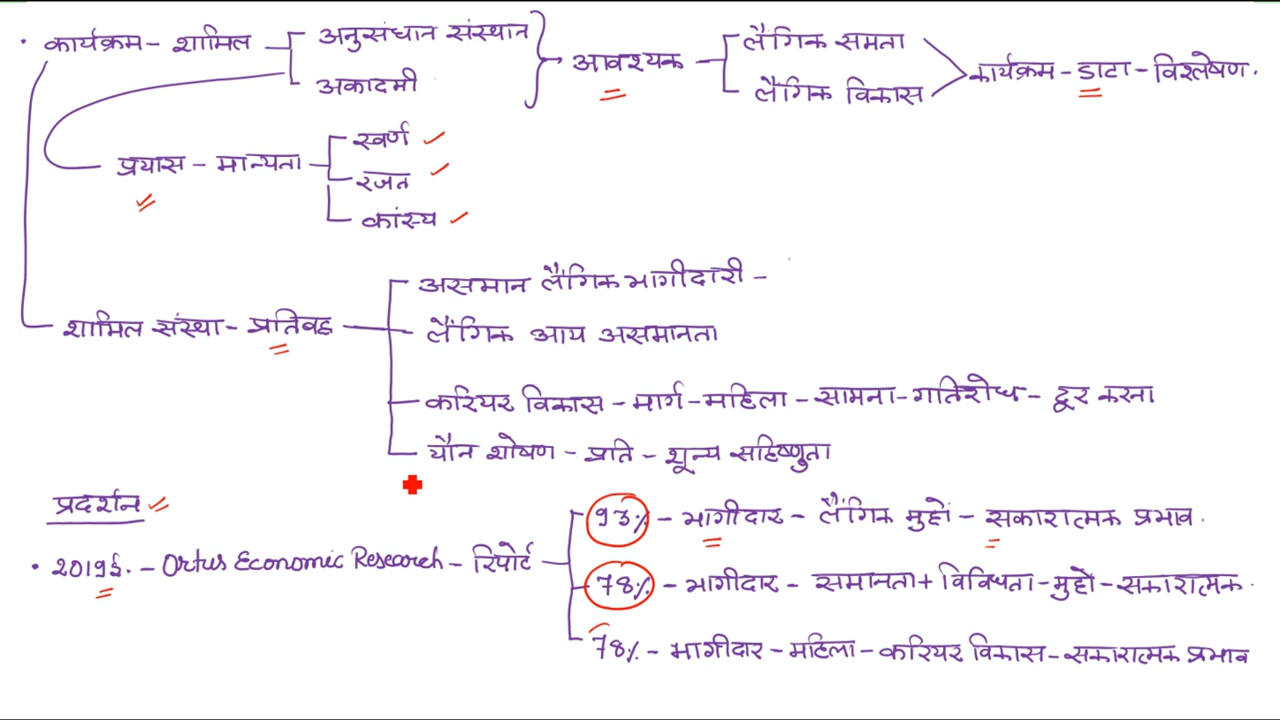 कार्यक्रम - शामिल
अनुसंधान संस्थान
अकादमी
आवश्यक
लैंगिक समता
लैंगिक विकास
कार्यक्रम - डाटा - विश्लेषण.
प्रयास - मान्यता
स्वर्ण
रजत
कांस्य
शामिल संस्था - प्रतिबद्ध
असमान लैंगिक भागीदारी -
लैंगिक आय असमानता
करियर विकास - मार्ग - महिला - सामना - गतिरोध - दूर करना
यौन शोषण - प्रति - शून्य सहिष्णुता
प्रदर्शन
2019ई. - Ortus Economic Research - रिपोर्ट
93% - भागीदार - लैंगिक मुद्दों - सकारात्मक प्रभाव.
78% - भागीदार - समानता + विविधता - मुद्दों - सकारात्मक.
78% - भागीदार - महिला - करियर विकास - सकारात्मक प्रभाव